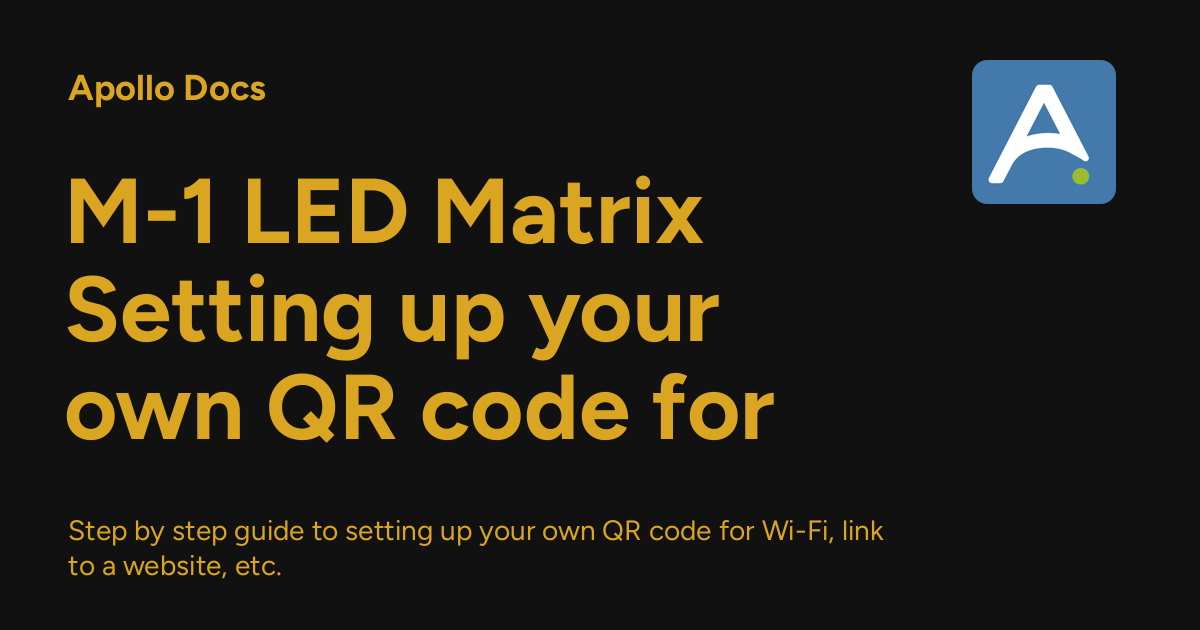 Apollo Docs
M-1 LED Matrix
Setting up your
own QR code for
Step by step guide to setting up your own QR code for Wi-Fi, link
to a website, etc.